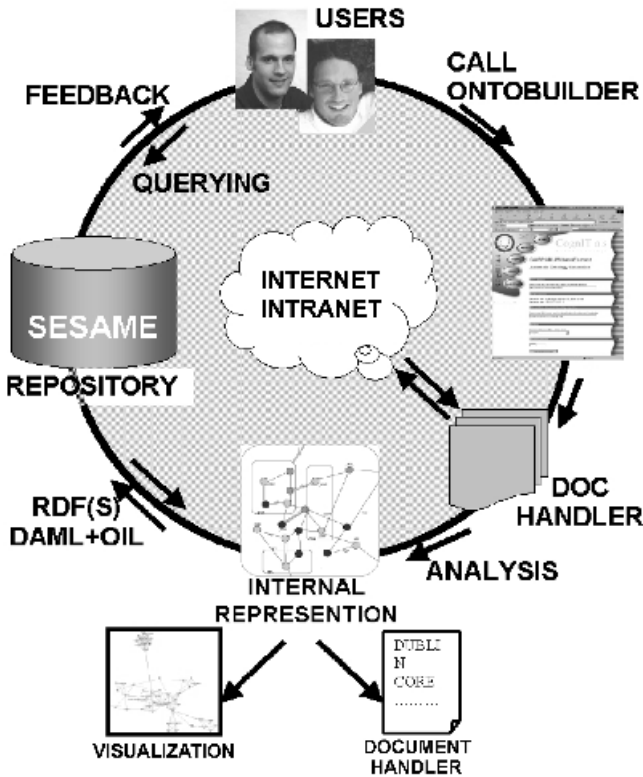 USERS
CALL
ONTOBUILDER
FEEDBACK
QUERYING
INTERNET
INTRANET
SESAME
REPOSITORY
DOC
HANDLER
RDF(S)
DAML+OIL
ANALYSIS
INTERNAL
REPRESENTION
DUBLI
N
CORE
.........
VISUALIZATION
DOCUMENT
HANDLER